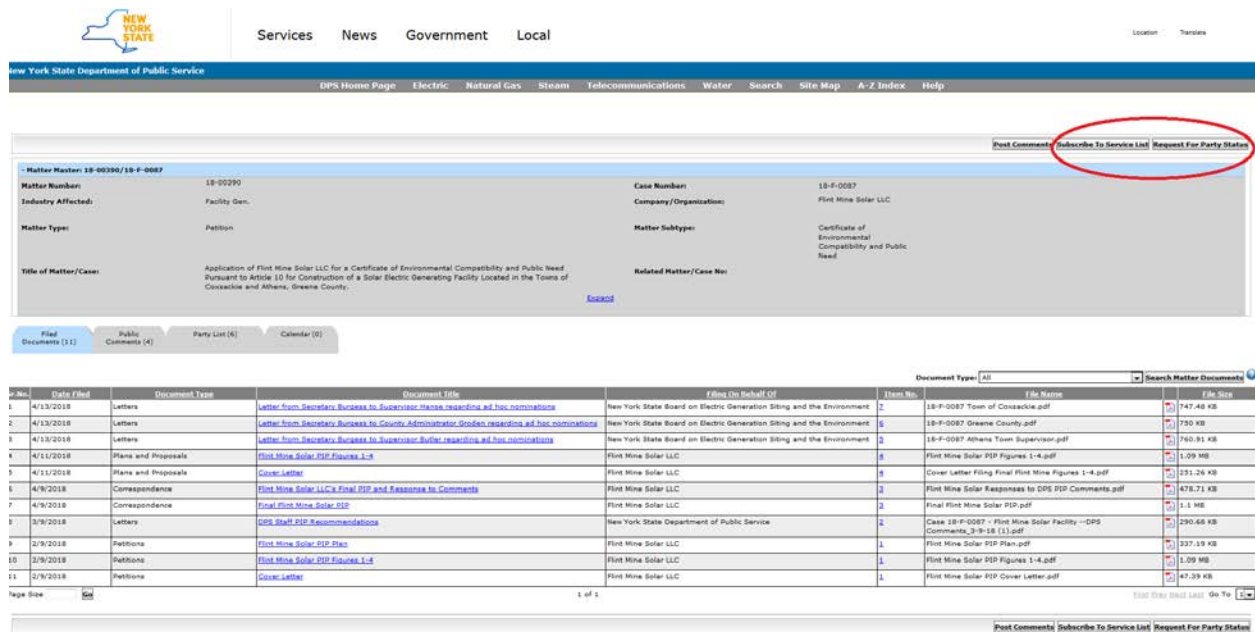 NEW
YORK
STATE
Services News Government Local
Location Translate
New York State Department of Public Service
DPS Home Page Electric Natural Gas Steam Telecommunications Water Search Site Map A-Z Index Help
Post Comments Subscribe To Service List Request For Party Status
- Matter Master: 18-00390/18-F-0087
Matter Number: 18-00390 Case Number: 18-F-0087
Industry Affected: Facility Gen. Company/Organization: Flint Mine Solar LLC
Matter Type: Petition Matter Subtype: Certificate of
Environmental
Compatibility and Public
Need
Title of Matter/Case: Application of Flint Mine Solar LLC for a Certificate of Environmental Compatibility and Public Need Related Matter/Case No:
Pursuant to Article 10 for Construction of a Solar Electric Generating Facility Located in the Towns of
Coxsackie and Athens, Greene County.
Expand
Filed
Documents (11)
Public
Comments (4)
Party List (6)
Calendar (0)
Document Type: All Search Matter Documents
Date Filed Document Type Document Title Filing On Behalf Of Item No. File Name File Size
4/13/2018 Letters Letter from Secretary Burgess to Supervisor Hanse regarding ad hoc nominations New York State Board on Electric Generation Siting and the Environment 7 18-F-0087 Town of Coxsackie.pdf 747.48 KB
4/13/2018 Letters Letter from Secretary Burgess to County Administrator Groden regarding ad hoc nominations New York State Board on Electric Generation Siting and the Environment 6 18-F-0087 Greene County.pdf 750 KB
4/13/2018 Letters Letter from Secretary Burgess to Supervisor Butler regarding ad hoc nominations New York State Board on Electric Generation Siting and the Environment 18-F-0087 Athens Town Supervisor.pdf 760.91 KB
4/11/2018 Plans and Proposals Flint Mine Solar PIP Figures 1-4 Flint Mine Solar LLC 4 Flint Mine Solar PIP Figures 1-4.pdf 1.09 MB
4/11/2018 Plans and Proposals Cover Letter Flint Mine Solar LLC 4 Cover Letter Filing Final Flint Mine Figures 1-4.pdf 251.26 KB
4/9/2018 Correspondence Flint Mine Solar LLC's Final PIP and Response to Comments Flint Mine Solar LLC 3 Flint Mine Solar Responses to DPS PIP Comments.pdf 478.71 KB
4/9/2018 Correspondence Final Flint Mine Solar PIP Flint Mine Solar LLC 3 Final Flint Mine Solar PIP.pdf 1.1 MB
3/9/2018 Letters DPS Staff PIP Recommendations New York State Department of Public Service 2 Case 18-F-0087 - Flint Mine Solar Facility --DPS 290.68 KB
Comments_3-9-18 (1).pdf
2/9/2018 Petitions Flint Mine Solar PIP Plan Flint Mine Solar LLC 1 Flint Mine Solar PIP Plan.pdf 337.19 KB
10 2/9/2018 Petitions Flint Mine Solar PIP Figures 1-4 Flint Mine Solar LLC 1 Flint Mine Solar PIP Figures 1-4.pdf 1.09 MB
11 2/9/2018 Petitions Cover Letter Flint Mine Solar LLC 1 Flint Mine Solar PIP Cover Letter.pdf 47.39 KB
Page Size Go 1 of 1 First Prev Next Last Go To 1
Post Comments Subscribe To Service List Request For Party Status